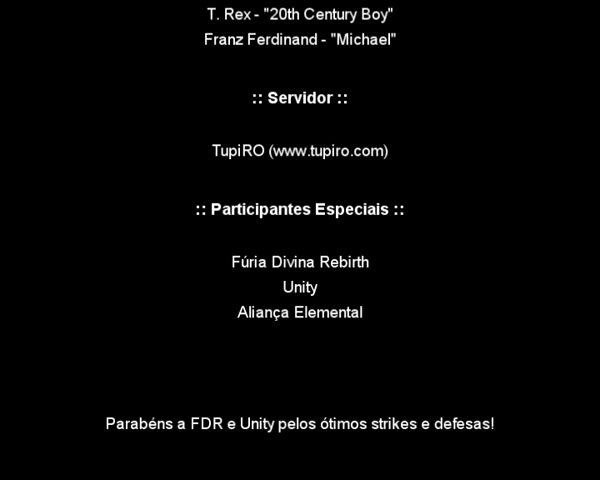 T. Rex - "20th Century Boy"
Franz Ferdinand - "Michael"
:: Servidor ::
TupiRO (www.tupiro.com)
:: Participantes Especiais ::
Fúria Divina Rebirth
Unity
Aliança Elemental
Parabéns a FDR e Unity pelos ótimos strikes e defesas!